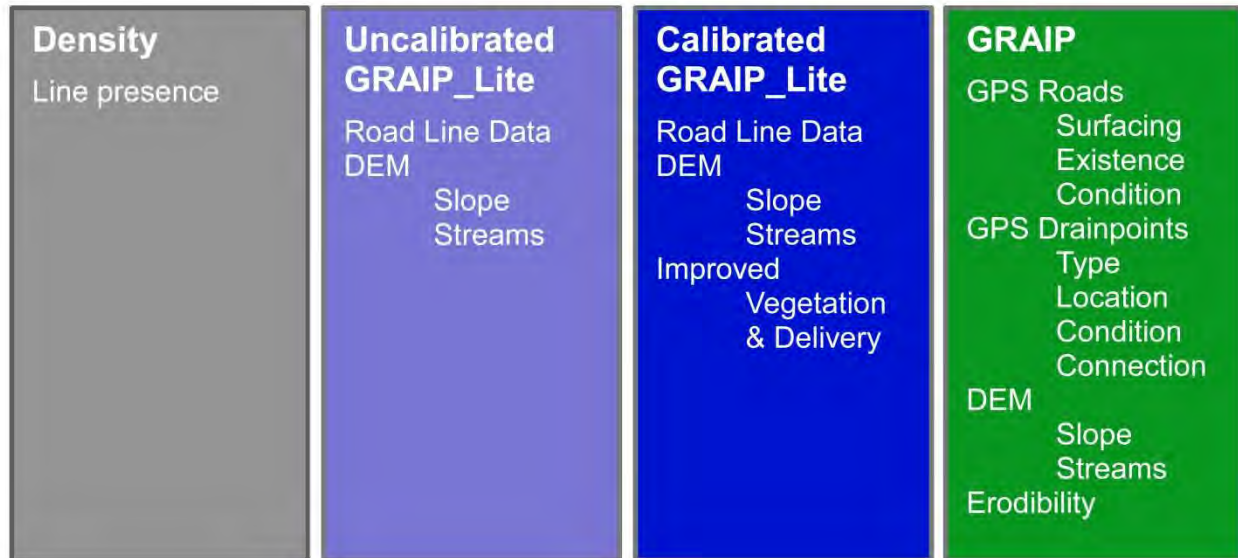 Density
Line presence
Uncalibrated
GRAIP_Lite
Road Line Data
DEM
Slope
Streams
Calibrated
GRAIP_Lite
Road Line Data
DEM
Slope
Streams
Improved
Vegetation
& Delivery
GRAIP
GPS Roads
Surfacing
Existence
Condition
GPS Drainpoints
Type
Location
Condition
Connection
DEM
Slope
Streams
Erodibility